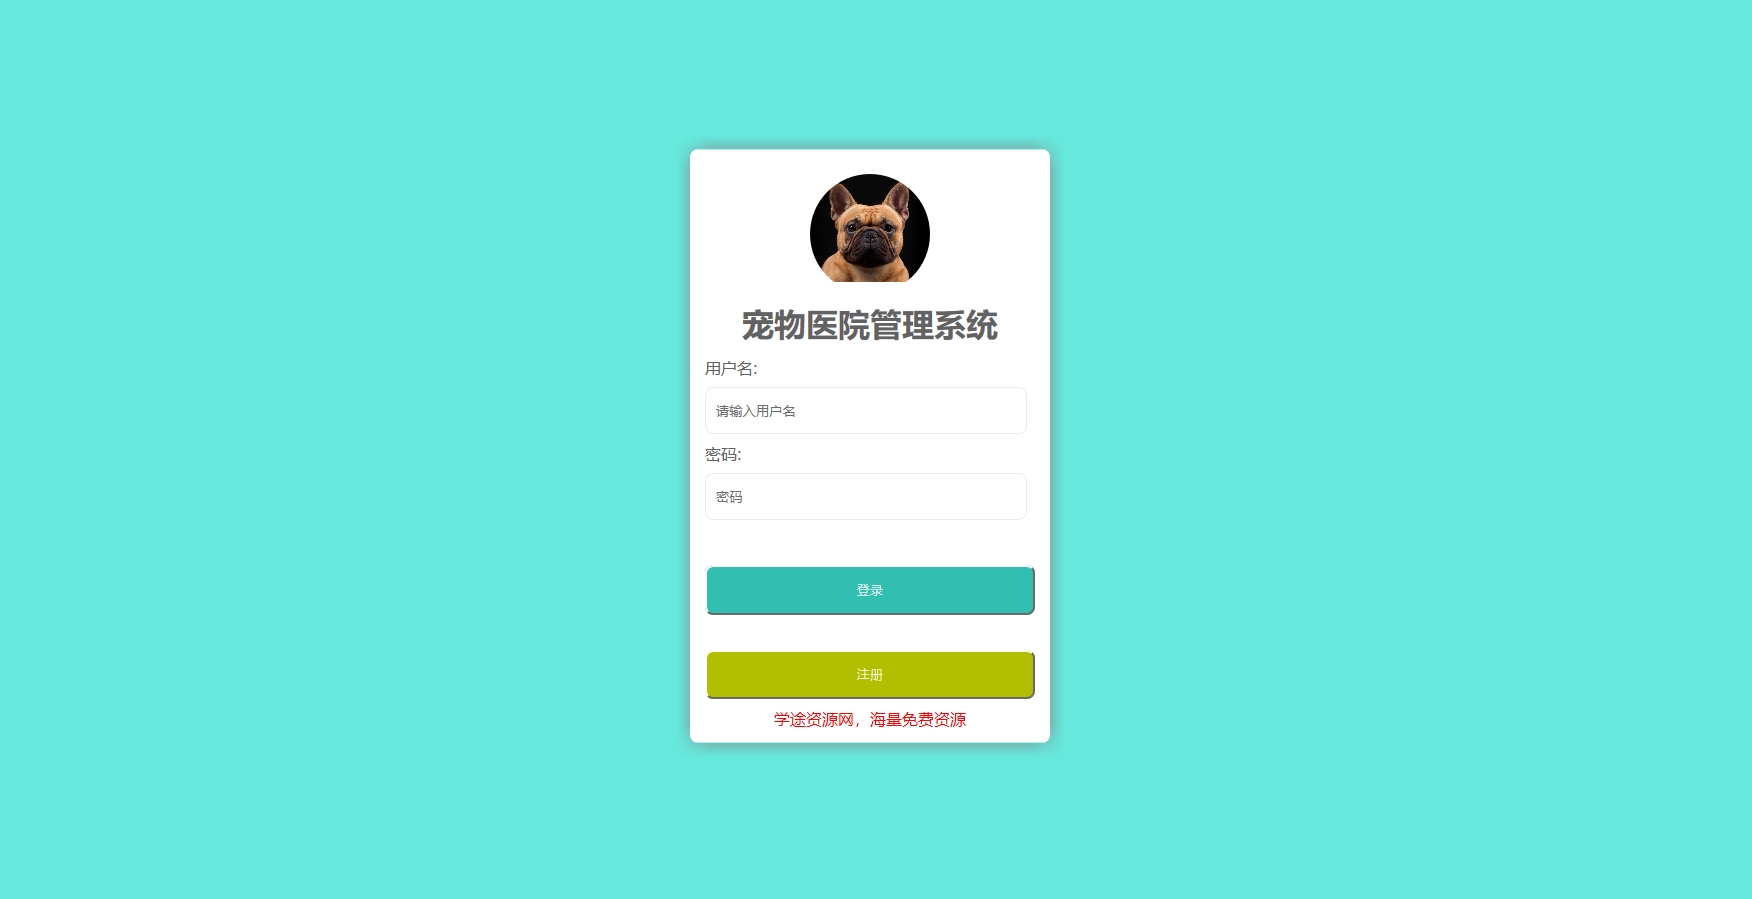 宠物医院管理系统
用户名:
请输入用户名
密码:
密码
登录
注册
学途资源网，海量免费资源